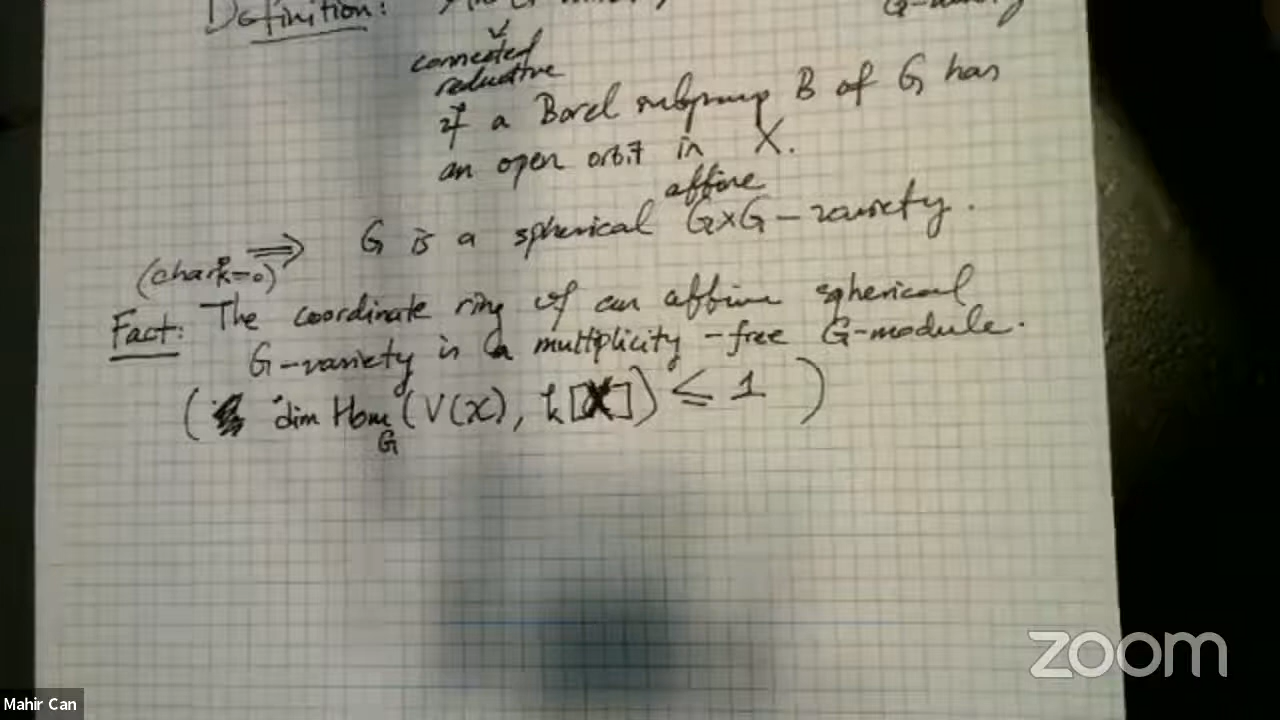 Definition:
connected
reductive
if a Borel subgroup B of G has
an open orbit in X.
affine
⟹ G is a spherical G×G-variety.
(char k=0)
Fact: The coordinate ring of an affine spherical
G-variety is a multiplicity-free G-module.
( dim Hom_G (V(χ), k[X]) ≤ 1 )
zoom
Mahir Can